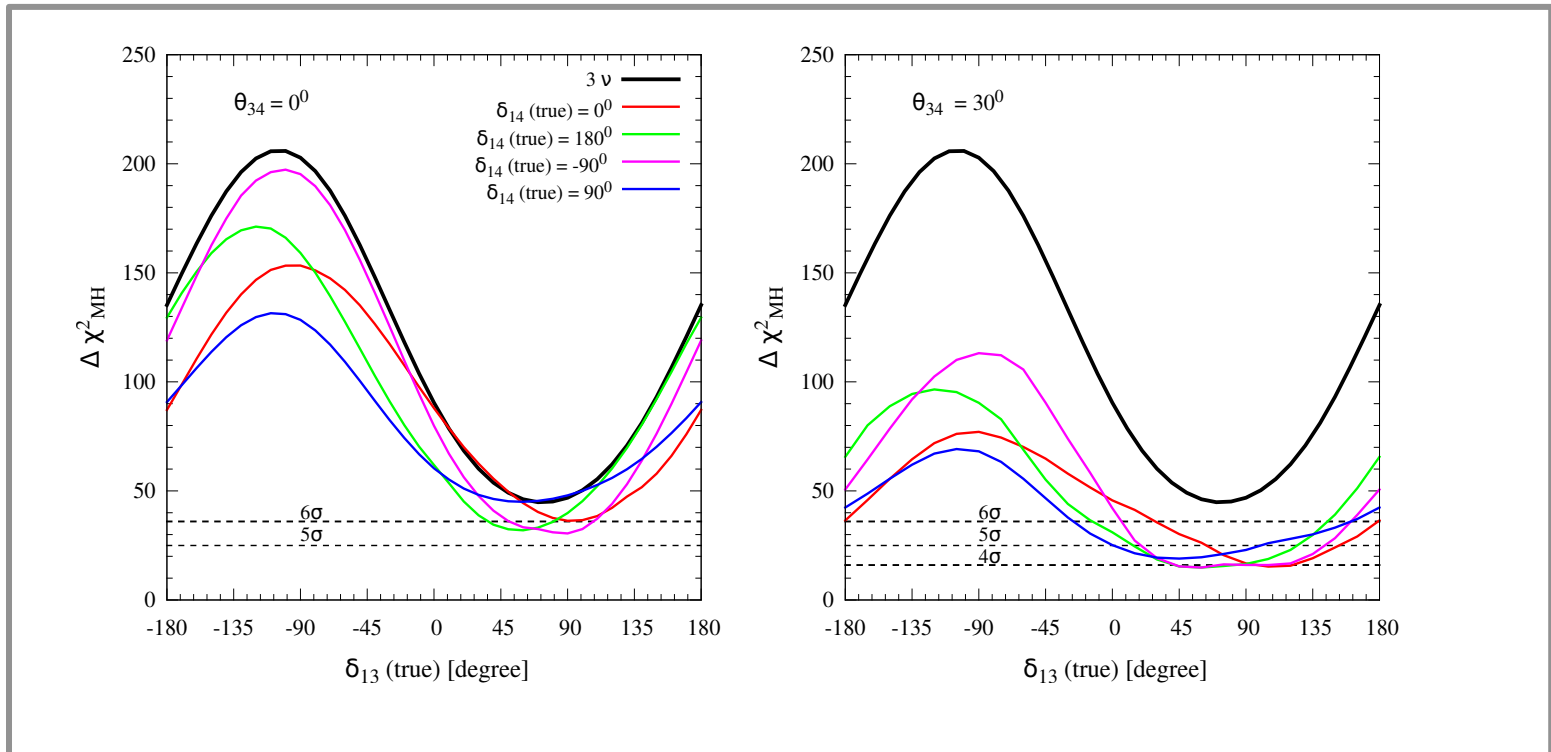 250
200
150
100
50
0
Δ χ²MH
θ34 = 0⁰
3 ν
δ14 (true) = 0⁰
δ14 (true) = 180⁰
δ14 (true) = -90⁰
δ14 (true) = 90⁰
6σ
5σ
-180 -135 -90 -45 0 45 90 135 180
δ13 (true) [degree]
250
200
150
100
50
0
Δ χ²MH
θ34 = 30⁰
6σ
5σ
4σ
-180 -135 -90 -45 0 45 90 135 180
δ13 (true) [degree]